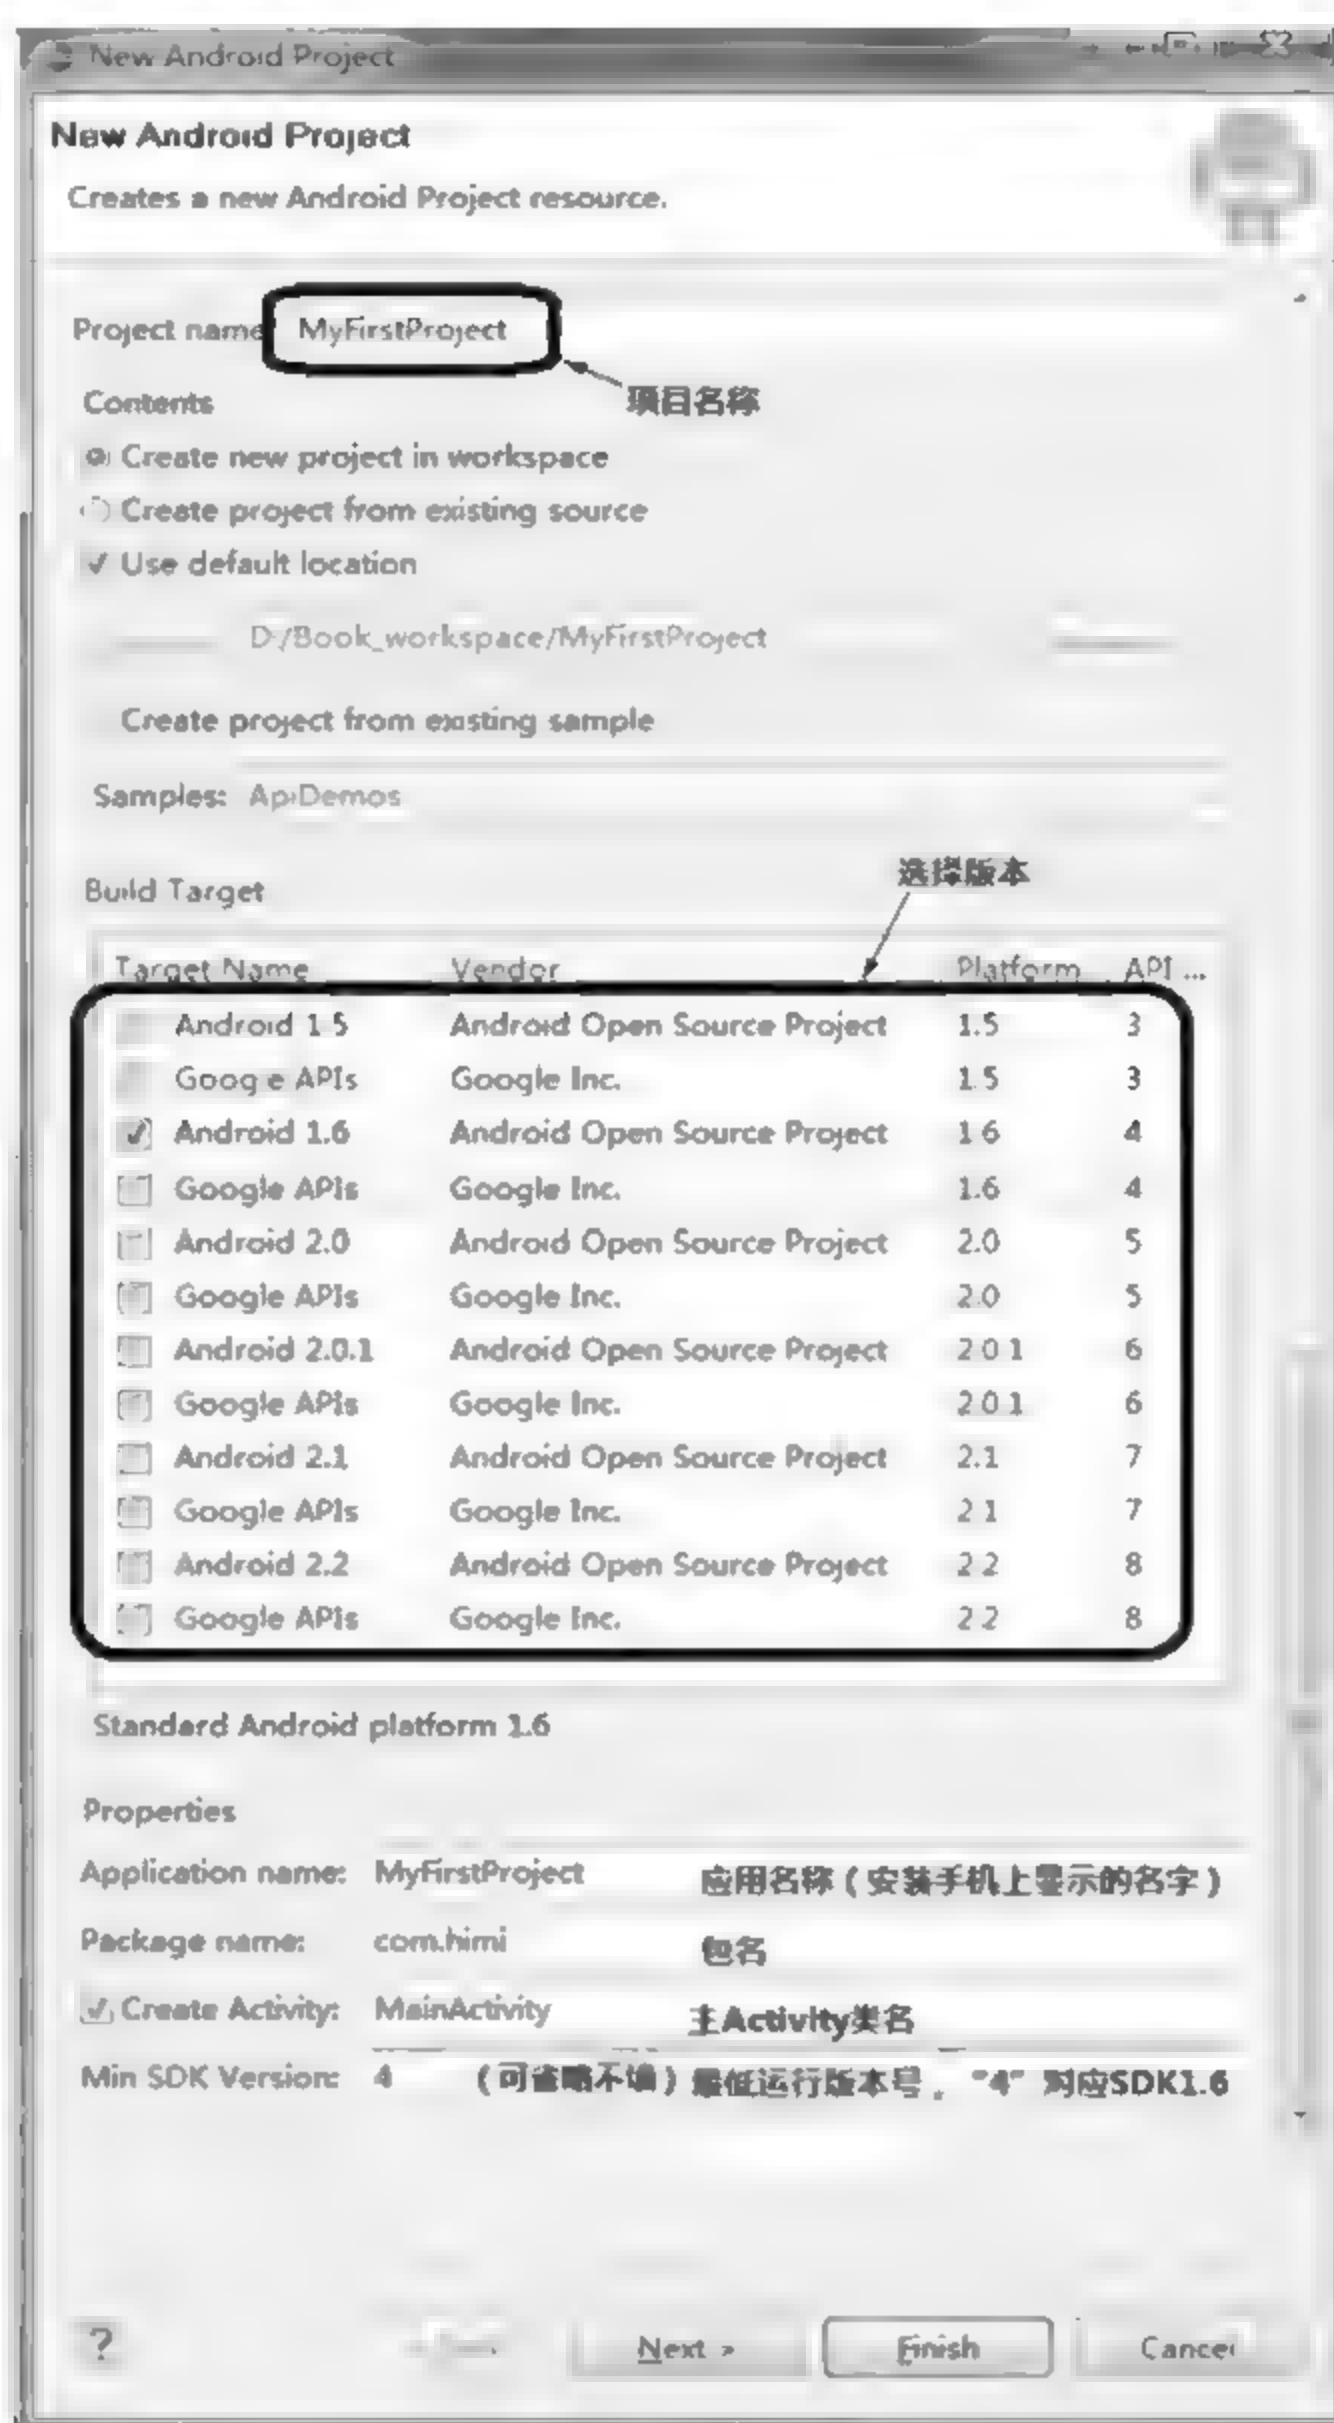 New Android Project
New Android Project
Creates a new Android Project resource.
Project name MyFirstProject
项目名称
Contents
Create new project in workspace
Create project from existing source
Use default location
D:/Book_workspace/MyFirstProject
Create project from existing sample
Samples: ApiDemos
选择版本
Build Target
Target Name Vendor Platform API ...
Android 1.5 Android Open Source Project 1.5 3
Google APIs Google Inc. 1.5 3
Android 1.6 Android Open Source Project 1.6 4
Google APIs Google Inc. 1.6 4
Android 2.0 Android Open Source Project 2.0 5
Google APIs Google Inc. 2.0 5
Android 2.0.1 Android Open Source Project 2.0.1 6
Google APIs Google Inc. 2.0.1 6
Android 2.1 Android Open Source Project 2.1 7
Google APIs Google Inc. 2.1 7
Android 2.2 Android Open Source Project 2.2 8
Google APIs Google Inc. 2.2 8
Standard Android platform 1.6
Properties
Application name: MyFirstProject 应用名称（安装手机上显示的名字）
Package name: com.himi 包名
Create Activity: MainActivity 主Activity类名
Min SDK Version: 4 （可省略不填）最低运行版本号，“4”对应SDK1.6
? Next > Finish Cancel